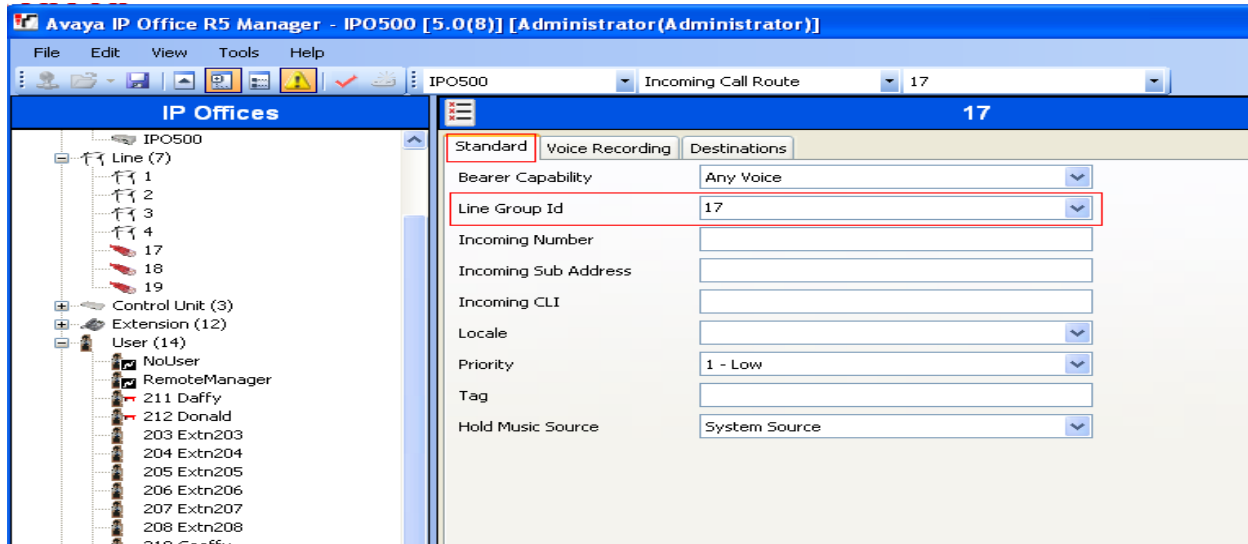 Avaya IP Office R5 Manager - IPO500 [5.0(8)] [Administrator(Administrator)]
File Edit View Tools Help
IPO500 Incoming Call Route 17
IP Offices
IPO500
Line (7)
1
2
3
4
17
18
19
Control Unit (3)
Extension (12)
User (14)
NoUser
RemoteManager
211 Daffy
212 Donald
203 Extn203
204 Extn204
205 Extn205
206 Extn206
207 Extn207
208 Extn208
17
Standard Voice Recording Destinations
Bearer Capability Any Voice
Line Group Id 17
Incoming Number
Incoming Sub Address
Incoming CLI
Locale
Priority 1 - Low
Tag
Hold Music Source System Source